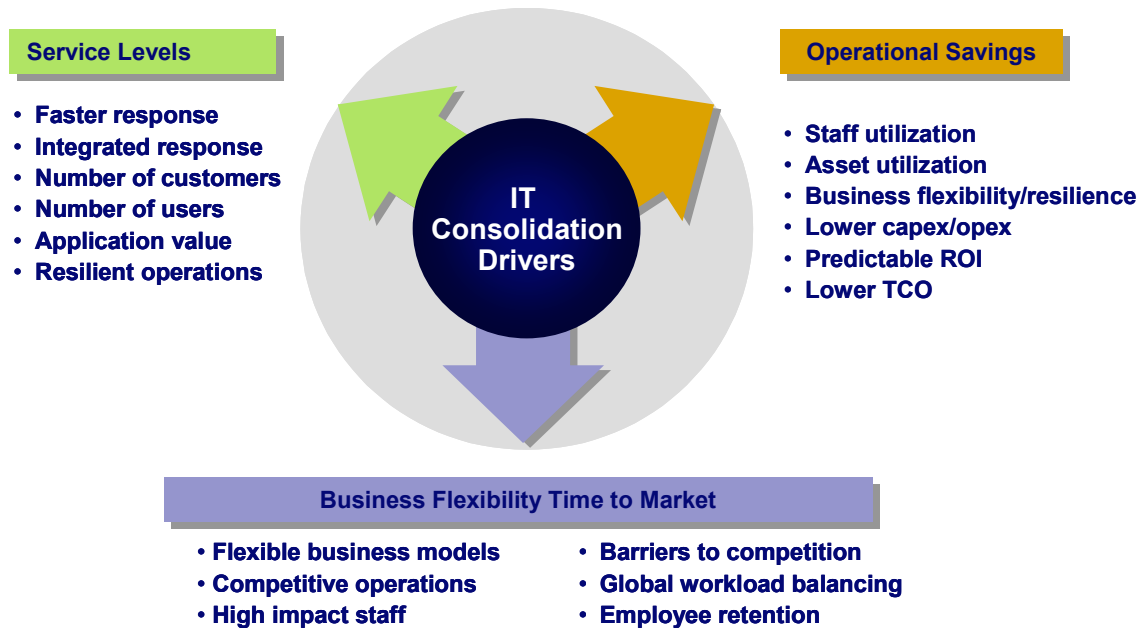 Service Levels
• Faster response
• Integrated response
• Number of customers
• Number of users
• Application value
• Resilient operations
IT
Consolidation
Drivers
Operational Savings
• Staff utilization
• Asset utilization
• Business flexibility/resilience
• Lower capex/opex
• Predictable ROI
• Lower TCO
Business Flexibility Time to Market
• Flexible business models
• Competitive operations
• High impact staff
• Barriers to competition
• Global workload balancing
• Employee retention